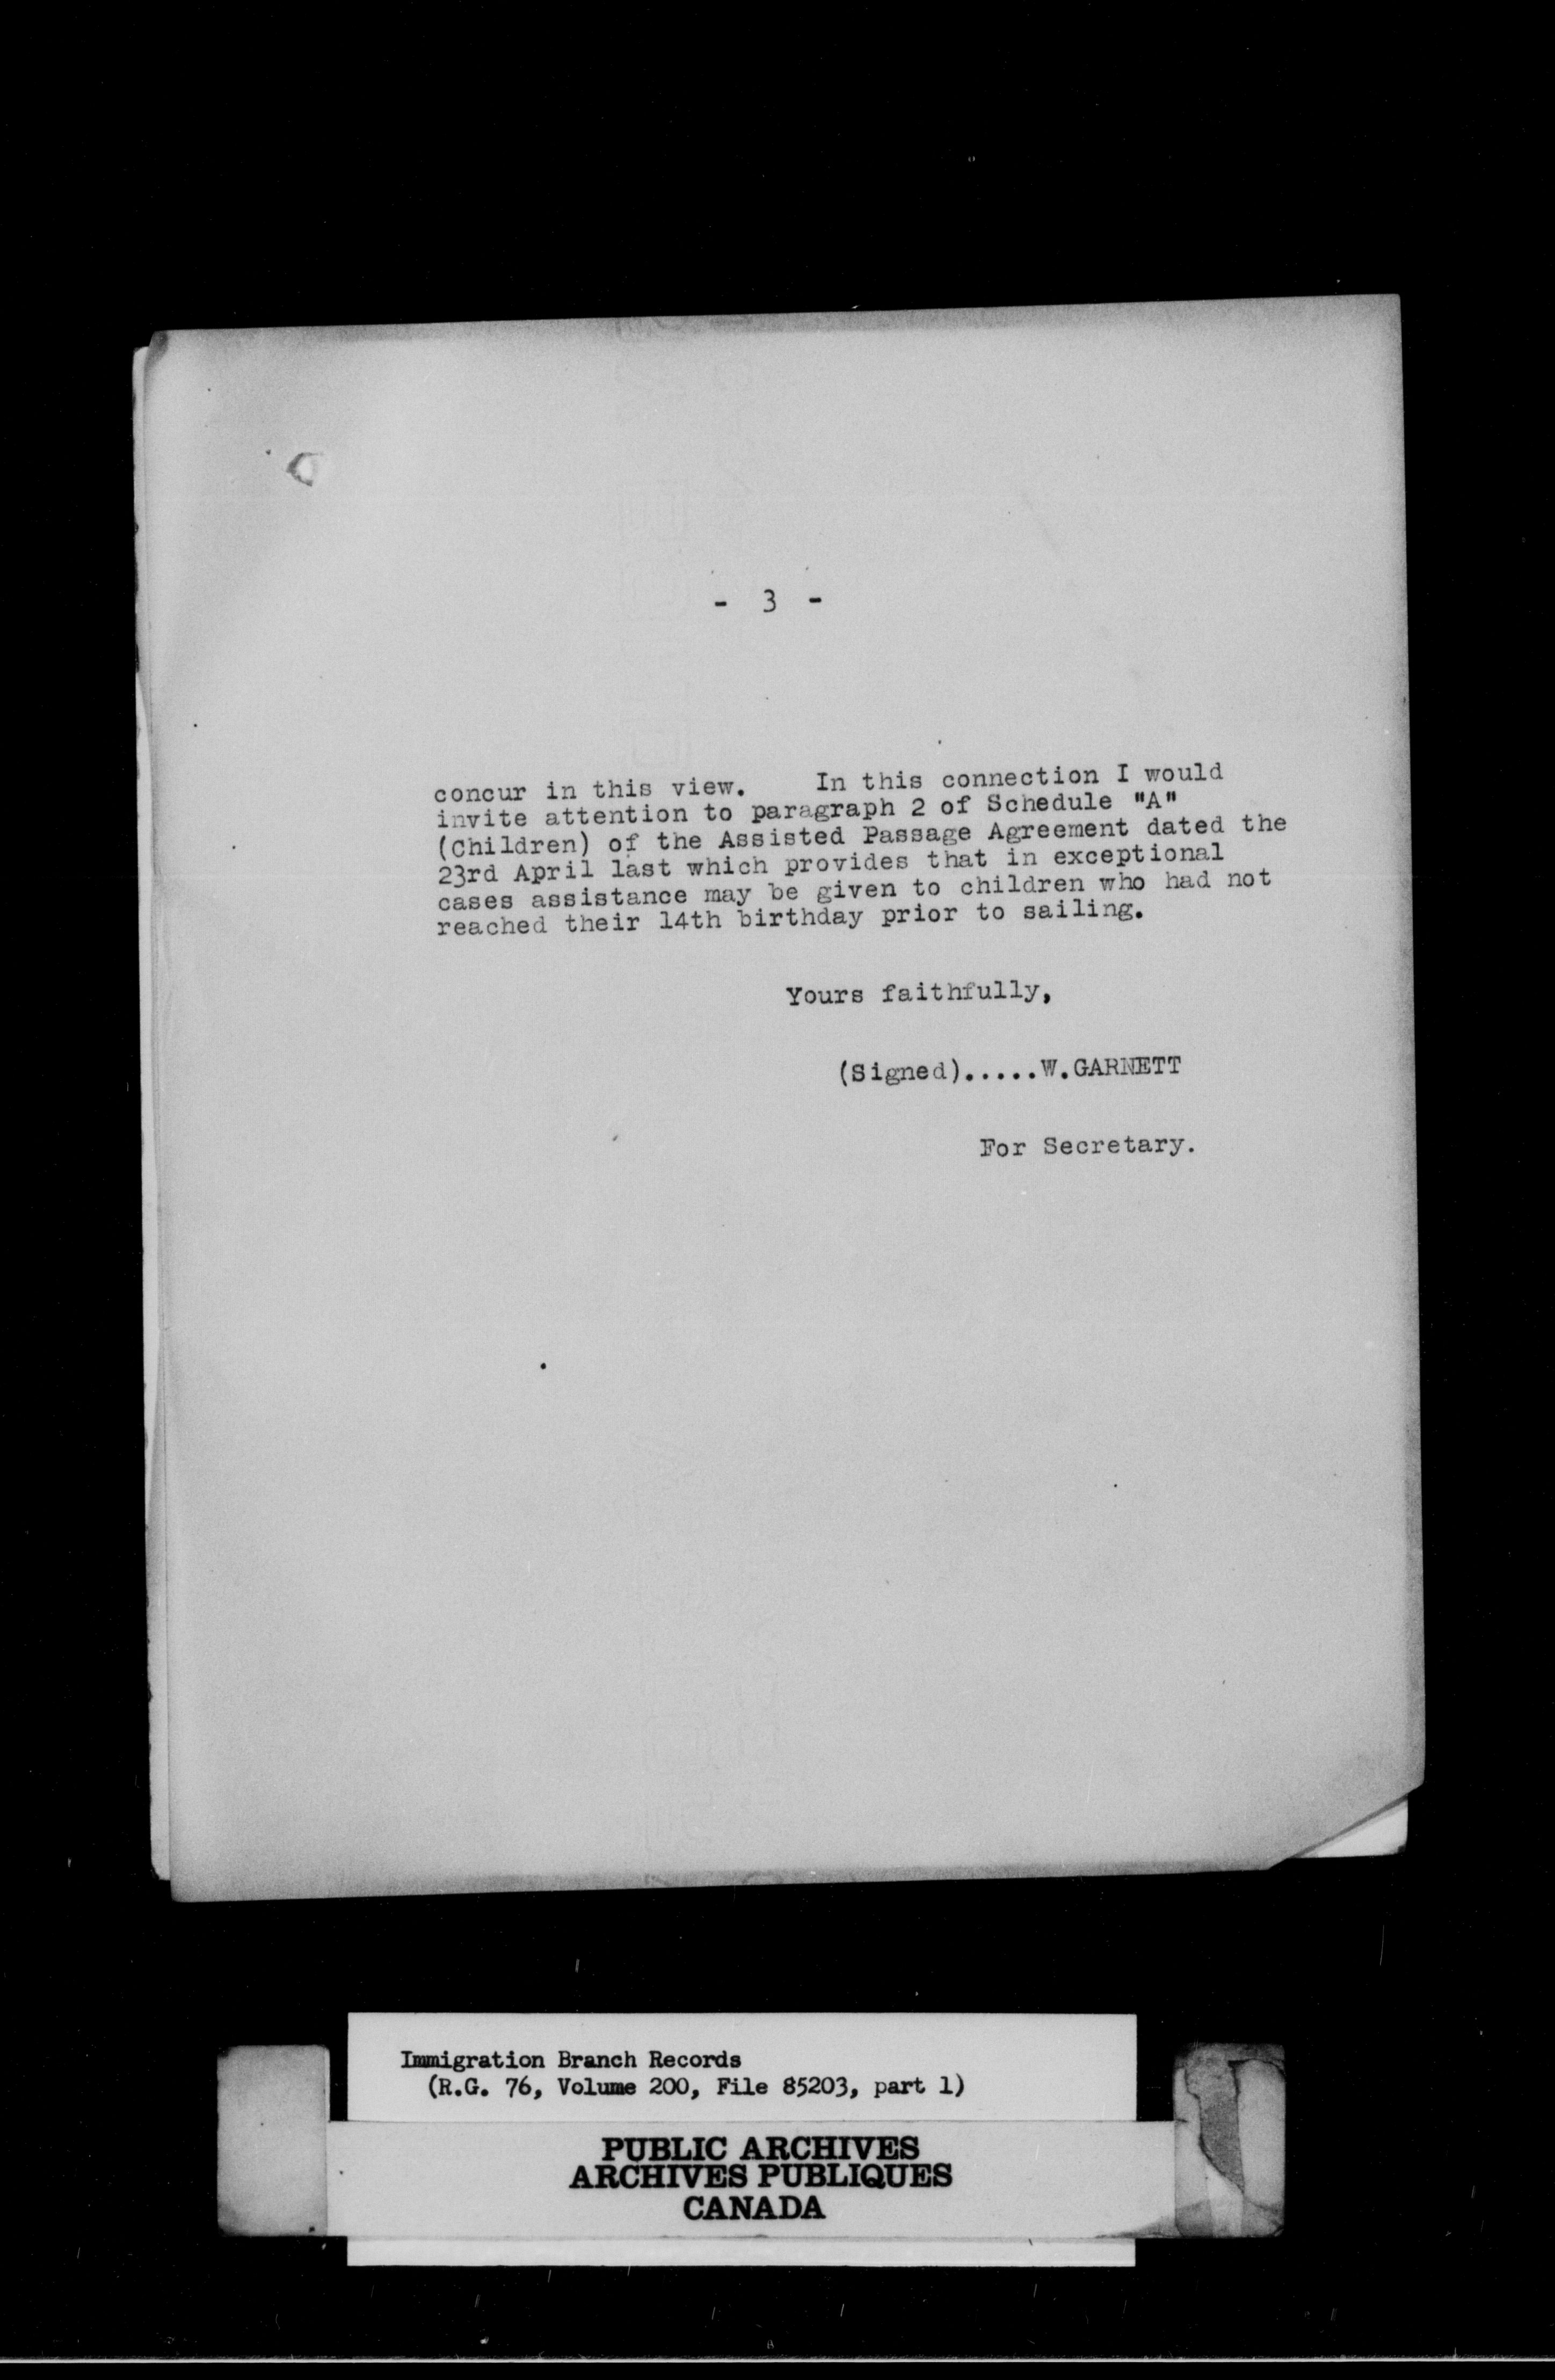 - 3 -
concur in this view. In this connection I would
invite attention to paragraph 2 of Schedule "A"
(Children) of the Assisted Passage Agreement dated the
23rd April last which provides that in exceptional
cases assistance may be given to children who had not
reached their 14th birthday prior to sailing.
Yours faithfully,
(Signed).....W.GARNETT
For Secretary.
Immigration Branch Records
(R.G. 76, Volume 200, File 85203, part 1)
PUBLIC ARCHIVES
ARCHIVES PUBLIQUES
CANADA